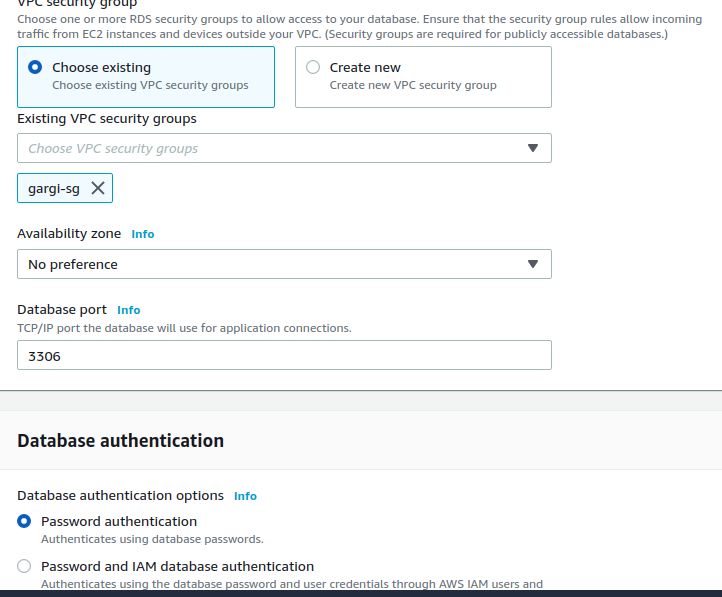 VPC security group
Choose one or more RDS security groups to allow access to your database. Ensure that the security group rules allow incoming
traffic from EC2 instances and devices outside your VPC. (Security groups are required for publicly accessible databases.)
Choose existing
Choose existing VPC security groups
Create new
Create new VPC security group
Existing VPC security groups
Choose VPC security groups
gargi-sg
Availability zone Info
No preference
Database port Info
TCP/IP port the database will use for application connections.
3306
Database authentication
Database authentication options Info
Password authentication
Authenticates using database passwords.
Password and IAM database authentication
Authenticates using the database password and user credentials through AWS IAM users and